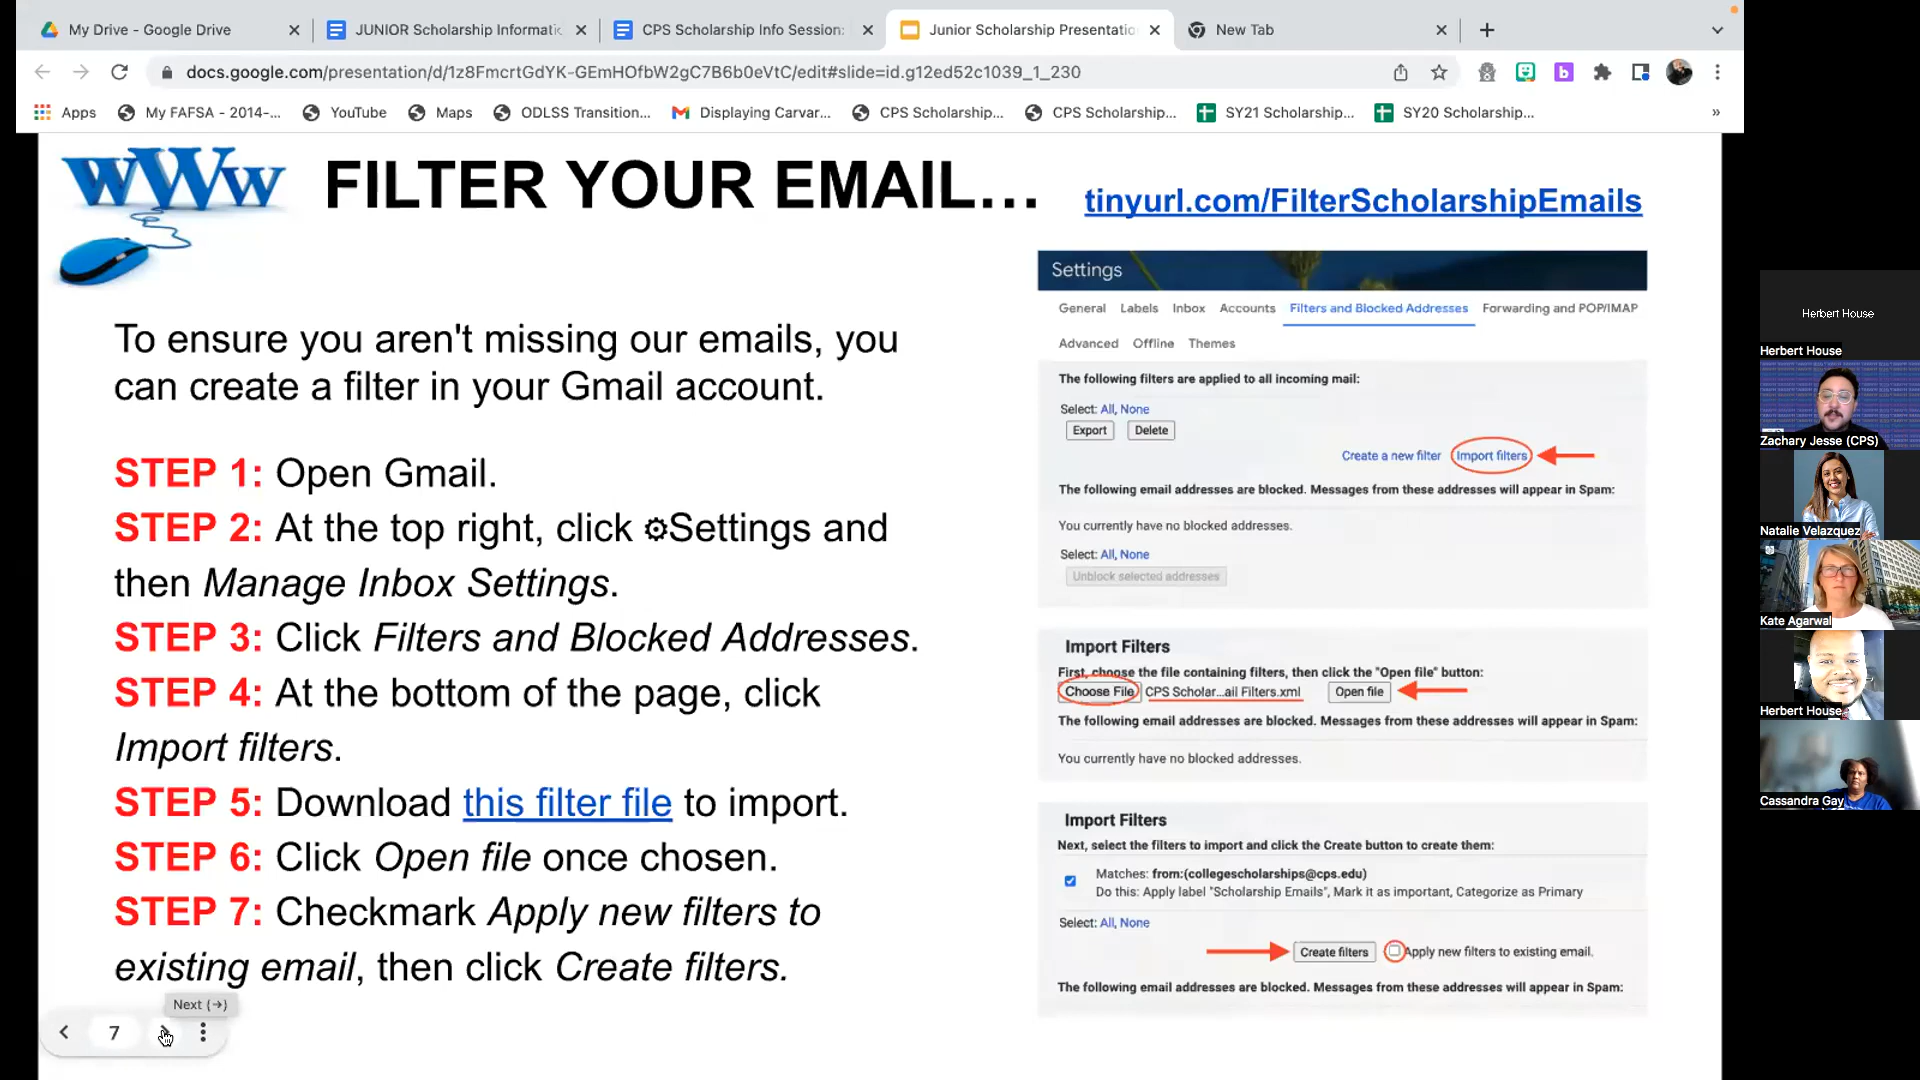 My Drive - Google Drive
JUNIOR Scholarship Informatic
CPS Scholarship Info Session:
Junior Scholarship Presentatio
New Tab
docs.google.com/presentation/d/1z8FmcrtGdYK-GEmHOfbW2gC7B6b0eVtC/edit#slide=id.g12ed52c1039_1_230
Apps
My FAFSA - 2014-...
YouTube
Maps
ODLSS Transition...
Displaying Carvar...
CPS Scholarship...
CPS Scholarship...
SY21 Scholarship...
SY20 Scholarship...
»
www
FILTER YOUR EMAIL...
tinyurl.com/FilterScholarshipEmails
To ensure you aren't missing our emails, you
can create a filter in your Gmail account.
STEP 1: Open Gmail.
STEP 2: At the top right, click ⚙Settings and
then Manage Inbox Settings.
STEP 3: Click Filters and Blocked Addresses.
STEP 4: At the bottom of the page, click
Import filters.
STEP 5: Download this filter file to import.
STEP 6: Click Open file once chosen.
STEP 7: Checkmark Apply new filters to
existing email, then click Create filters.
Next (→)
7
Settings
General Labels Inbox Accounts Filters and Blocked Addresses Forwarding and POP/IMAP
Advanced Offline Themes
The following filters are applied to all incoming mail:
Select: All, None
Export Delete
Create a new filter Import filters
The following email addresses are blocked. Messages from these addresses will appear in Spam:
You currently have no blocked addresses.
Select: All, None
Unblock selected addresses
Import Filters
First, choose the file containing filters, then click the "Open file" button:
Choose File CPS Scholar...ail Filters.xml Open file
The following email addresses are blocked. Messages from these addresses will appear in Spam:
You currently have no blocked addresses.
Import Filters
Next, select the filters to import and click the Create button to create them:
Matches: from:(collegescholarships@cps.edu)
Do this: Apply label "Scholarship Emails", Mark it as important, Categorize as Primary
Select: All, None
Create filters Apply new filters to existing email.
The following email addresses are blocked. Messages from these addresses will appear in Spam:
Herbert House
Herbert House
Zachary Jesse (CPS)
Natalie Velazquez
Kate Agarwal
Herbert House
Cassandra Gay